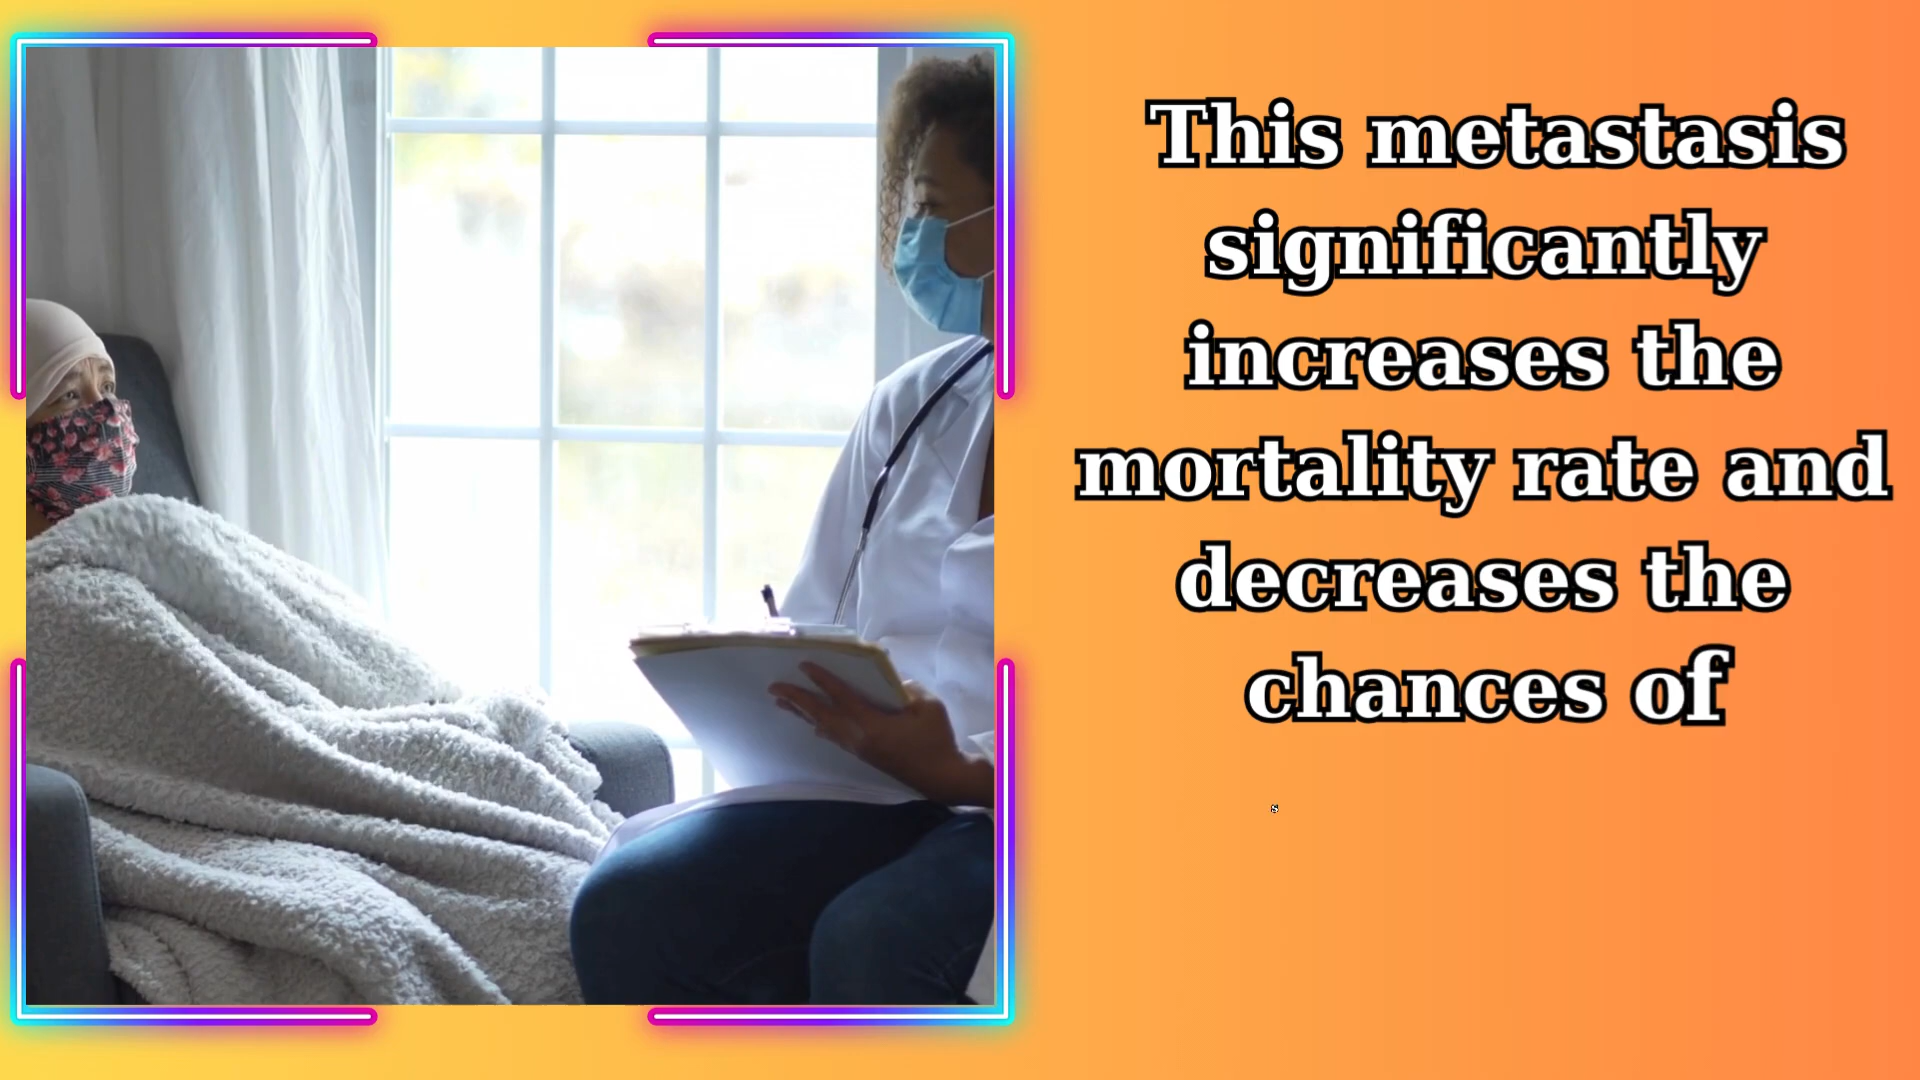 This metastasis
significantly
increases the
mortality rate and
decreases the
chances of
s